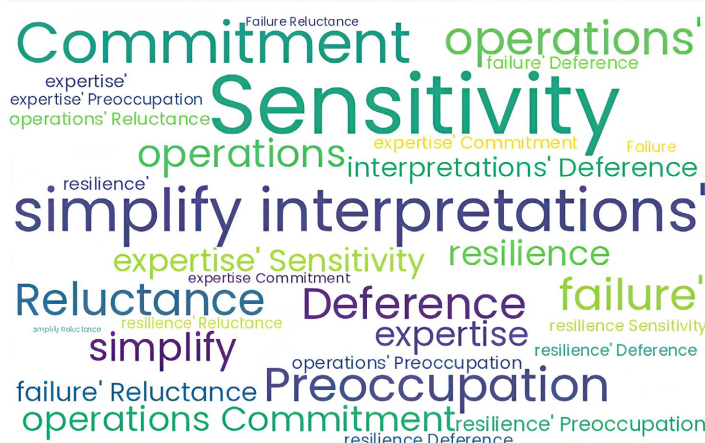 Failure Reluctance
Commitment
operations'
failure' Deference
expertise'
Sensitivity
expertise' Preoccupation
operations' Reluctance
expertise' Commitment
Failure
operations
interpretations' Deference
resilience'
simplify interpretations'
expertise' Sensitivity
resilience
expertise Commitment
Reluctance
Deference
failure'
resilience' Reluctance
resilience Sensitivity
simplify Reluctance
expertise
simplify
resilience' Deference
operations' Preoccupation
failure' Reluctance
Preoccupation
operations Commitment
resilience' Preoccupation
resilience Deference